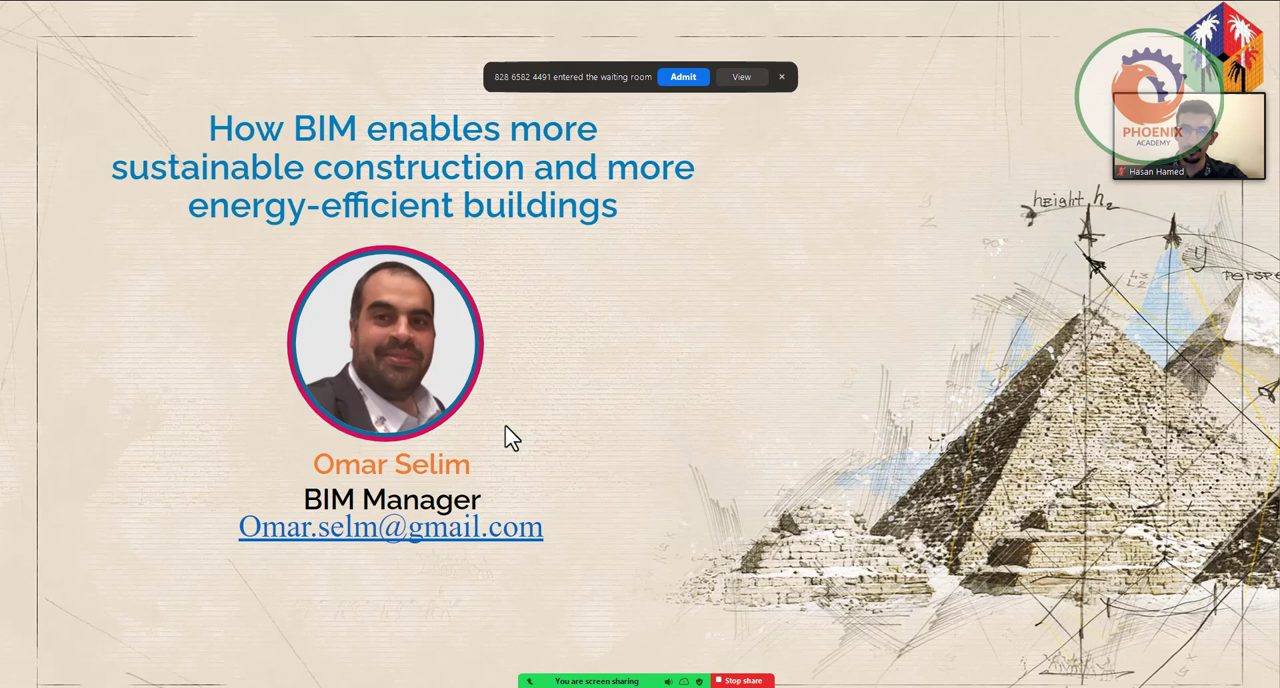 828 6582 4491 entered the waiting room Admit View
How BIM enables more
sustainable construction and more
energy-efficient buildings
PHOENIX
ACADEMY
Hasan Hamed
height h2
y
Omar Selim
BIM Manager
Omar.selm@gmail.com
You are screen sharing Stop share